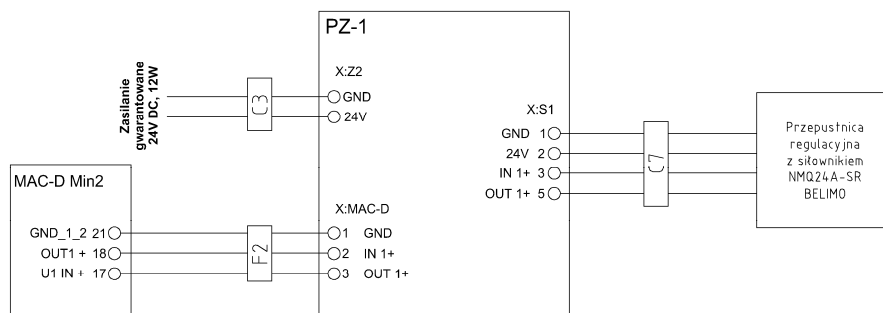 PZ-1
X:Z2
Zasilanie
gwarantowane
24V DC, 12W
C3
GND
24V
X:S1
GND 1
24V 2
IN 1+ 3
OUT 1+ 5
C7
Przepustnica
regulacyjna
z siłownikiem
NMQ24A-SR
BELIMO
MAC-D Min2
GND_1_2 21
OUT1 + 18
U1 IN + 17
F2
X:MAC-D
1 GND
2 IN 1+
3 OUT 1+